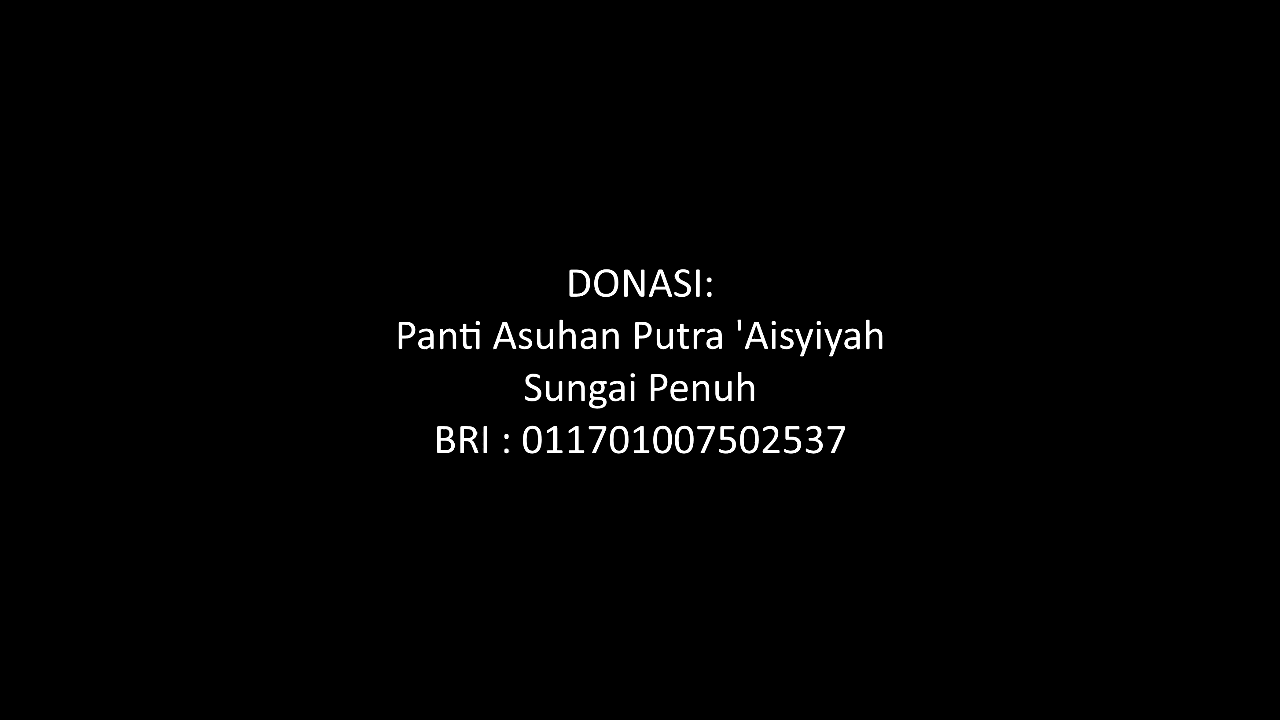 DONASI:
Panti Asuhan Putra 'Aisyiyah
Sungai Penuh
BRI : 011701007502537